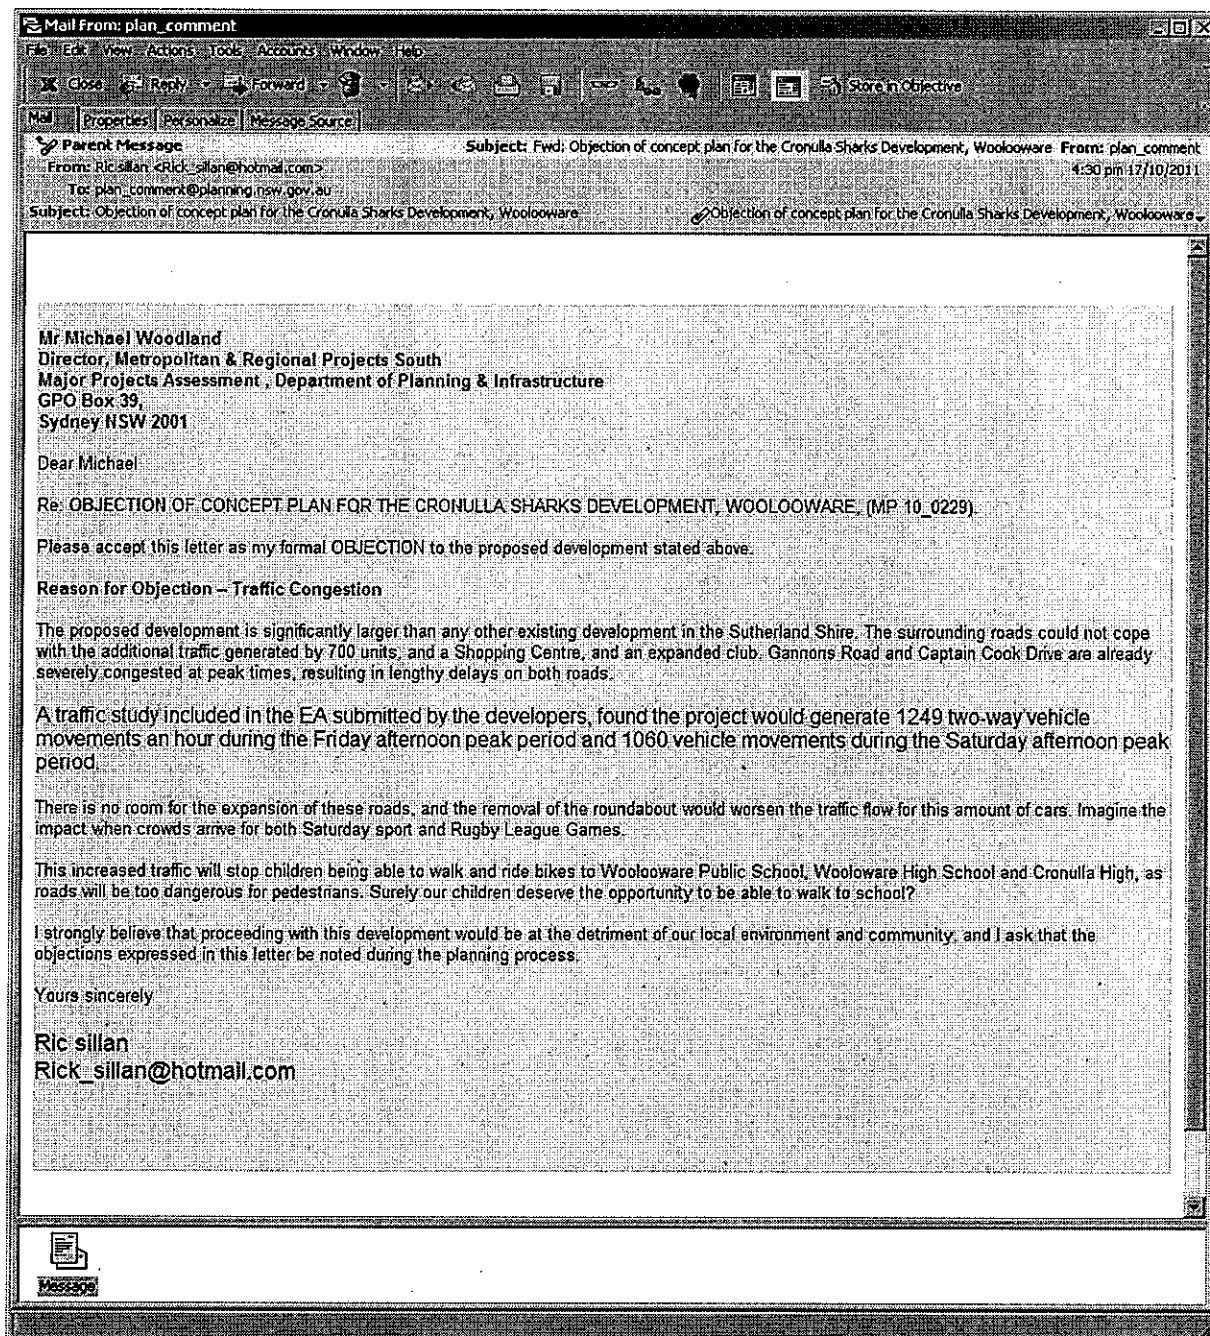 Mail From: plan_comment
File Edit View Actions Tools Accounts Window Help
Close Reply Forward Store in Objective
Mail Properties Personalize Message Source
Parent Message Subject: Fwd: Objection of concept plan for the Cronulla Sharks Development, Woolooware From: plan_comment
From: Ric sillan <Rick_sillan@hotmail.com> 4:30 pm 17/10/2011
To: plan_comment@planning.nsw.gov.au
Subject: Objection of concept plan for the Cronulla Sharks Development, Woolooware Objection of concept plan for the Cronulla Sharks Development, Woolooware
Mr Michael Woodland
Director, Metropolitan & Regional Projects South
Major Projects Assessment , Department of Planning & Infrastructure
GPO Box 39,
Sydney NSW 2001
Dear Michael
Re: OBJECTION OF CONCEPT PLAN FOR THE CRONULLA SHARKS DEVELOPMENT, WOOLOOWARE, (MP 10_0229).
Please accept this letter as my formal OBJECTION to the proposed development stated above.
Reason for Objection – Traffic Congestion
The proposed development is significantly larger than any other existing development in the Sutherland Shire. The surrounding roads could not cope
with the additional traffic generated by 700 units, and a Shopping Centre, and an expanded club. Gannons Road and Captain Cook Drive are already
severely congested at peak times, resulting in lengthy delays on both roads.
A traffic study included in the EA submitted by the developers, found the project would generate 1249 two-way vehicle
movements an hour during the Friday afternoon peak period and 1060 vehicle movements during the Saturday afternoon peak
period.
There is no room for the expansion of these roads, and the removal of the roundabout would worsen the traffic flow for this amount of cars. Imagine the
impact when crowds arrive for both Saturday sport and Rugby League Games.
This increased traffic will stop children being able to walk and ride bikes to Woolooware Public School, Wooloware High School and Cronulla High, as
roads will be too dangerous for pedestrians. Surely our children deserve the opportunity to be able to walk to school?
I strongly believe that proceeding with this development would be at the detriment of our local environment and community, and I ask that the
objections expressed in this letter be noted during the planning process.
Yours sincerely
Ric sillan
Rick_sillan@hotmail.com
Message